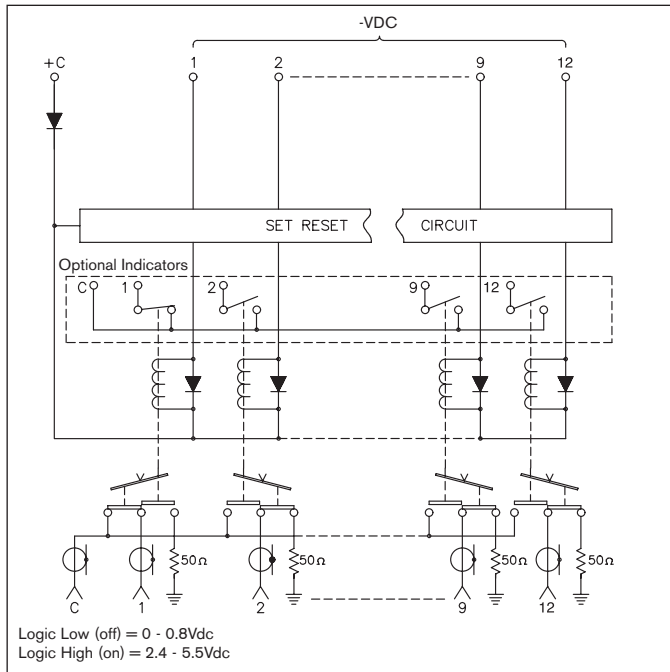 -VDC
+C 1 2 9 12
SET RESET CIRCUIT
Optional Indicators
C 1 2 9 12
50Ω 50Ω 50Ω 50Ω
C 1 2 9 12
Logic Low (off) = 0 - 0.8Vdc
Logic High (on) = 2.4 - 5.5Vdc